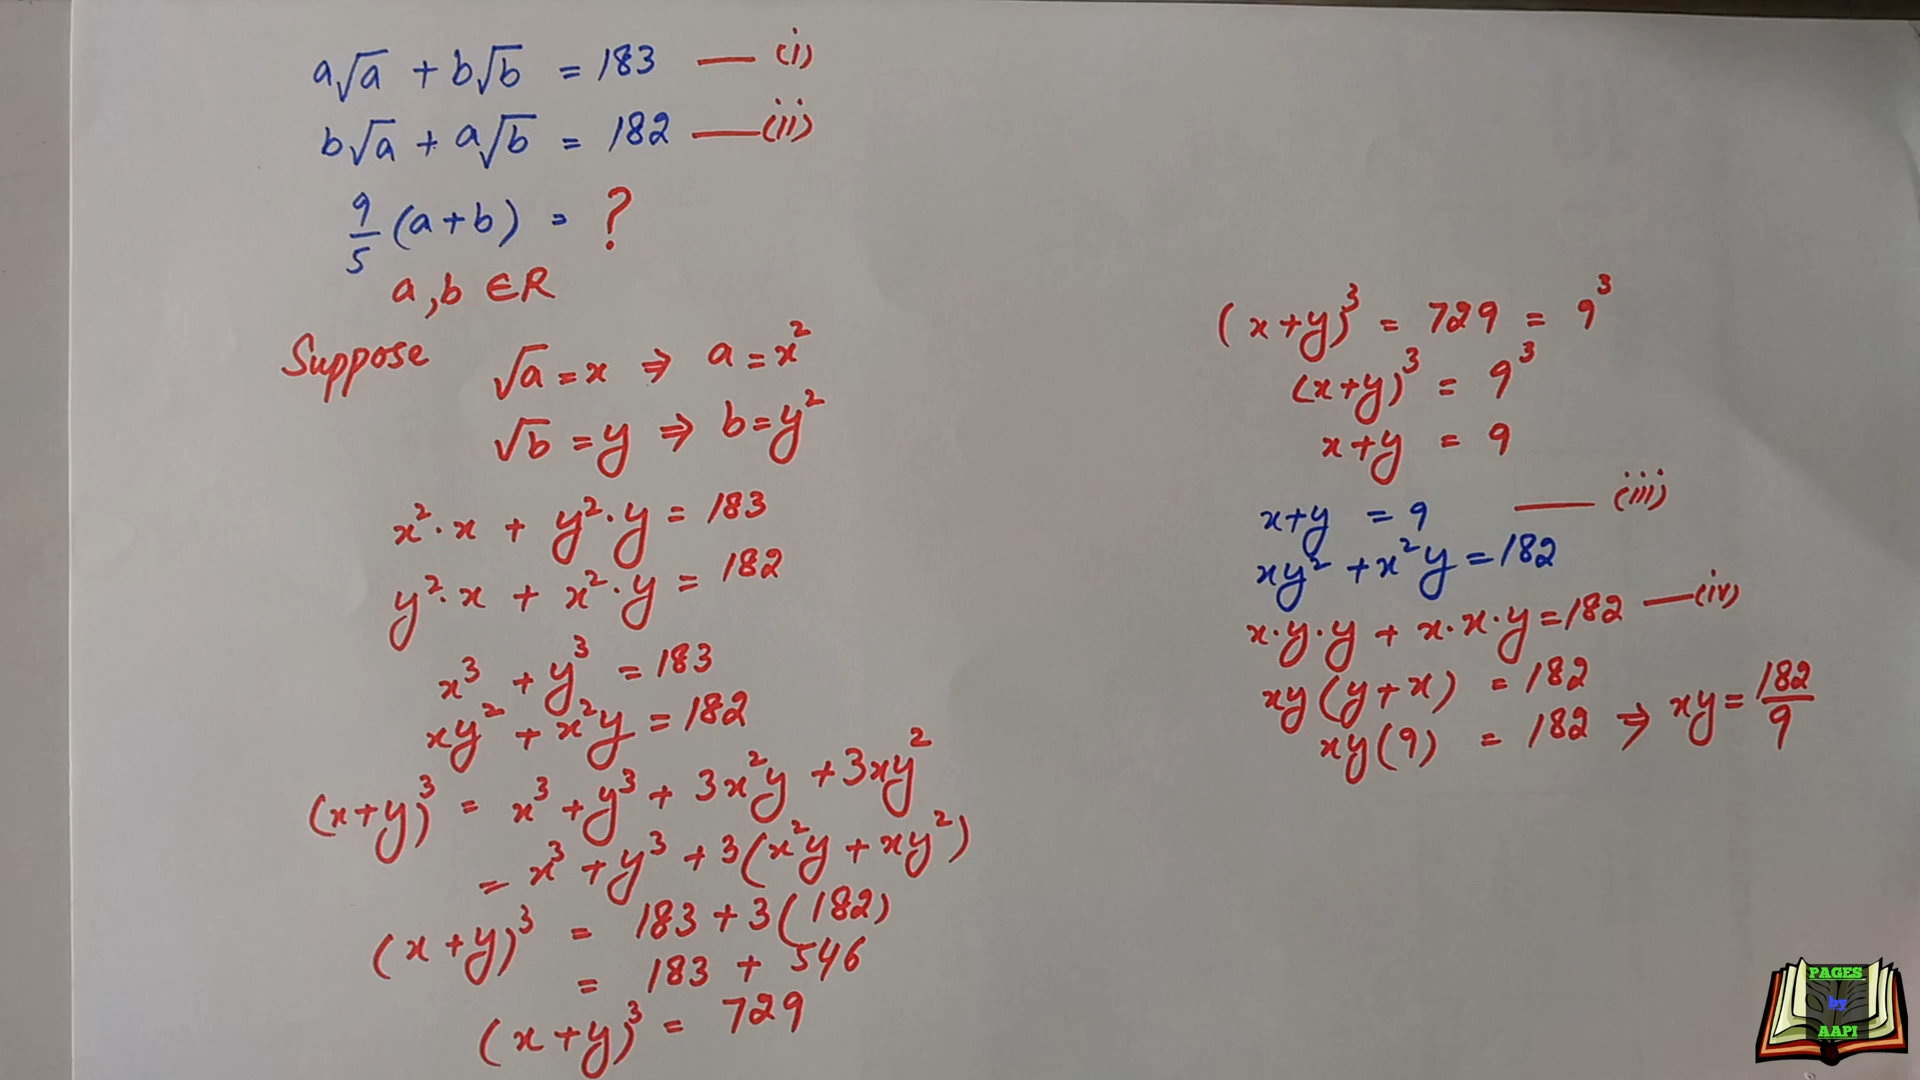 a√a + b√b = 183 — (i)
b√a + a√b = 182 — (ii)
9/5 (a+b) = ?
a,b ∈R
Suppose √a = x ⇒ a = x²
√b = y ⇒ b = y²
x²·x + y²·y = 183
y²·x + x²·y = 182
x³ + y³ = 183
xy² + x²y = 182
(x+y)³ = x³ + y³ + 3x²y + 3xy²
= x³ + y³ + 3(x²y + xy²)
(x+y)³ = 183 + 3(182)
= 183 + 546
(x+y)³ = 729
(x+y)³ = 729 = 9³
(x+y)³ = 9³
x+y = 9
x+y = 9 — (iii)
xy² + x²y = 182
x·y·y + x·x·y = 182 — (iv)
xy(y+x) = 182
xy(9) = 182 ⇒ xy = 182/9
PAGES
by
AAPI